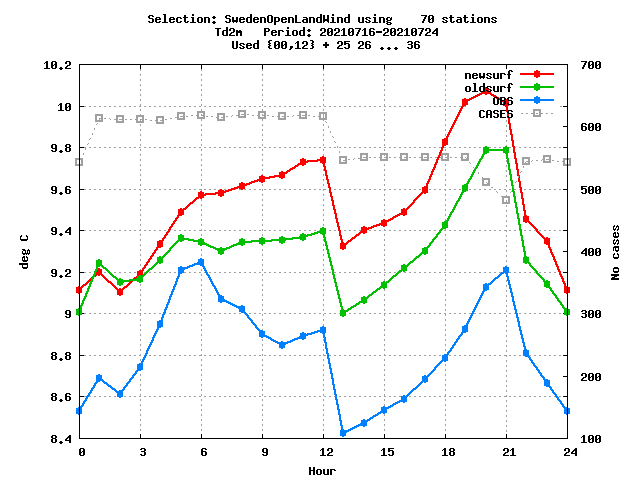 Selection: SwedenOpenLandWind using    70 stations
Td2m   Period: 20210716-20210724
Used {00,12} + 25 26 ... 36
newsurf
oldsurf
OBS
CASES
10.2
10
9.8
9.6
9.4
9.2
9
8.8
8.6
8.4
deg C
700
600
500
400
300
200
100
No cases
0 3 6 9 12 15 18 21 24
Hour